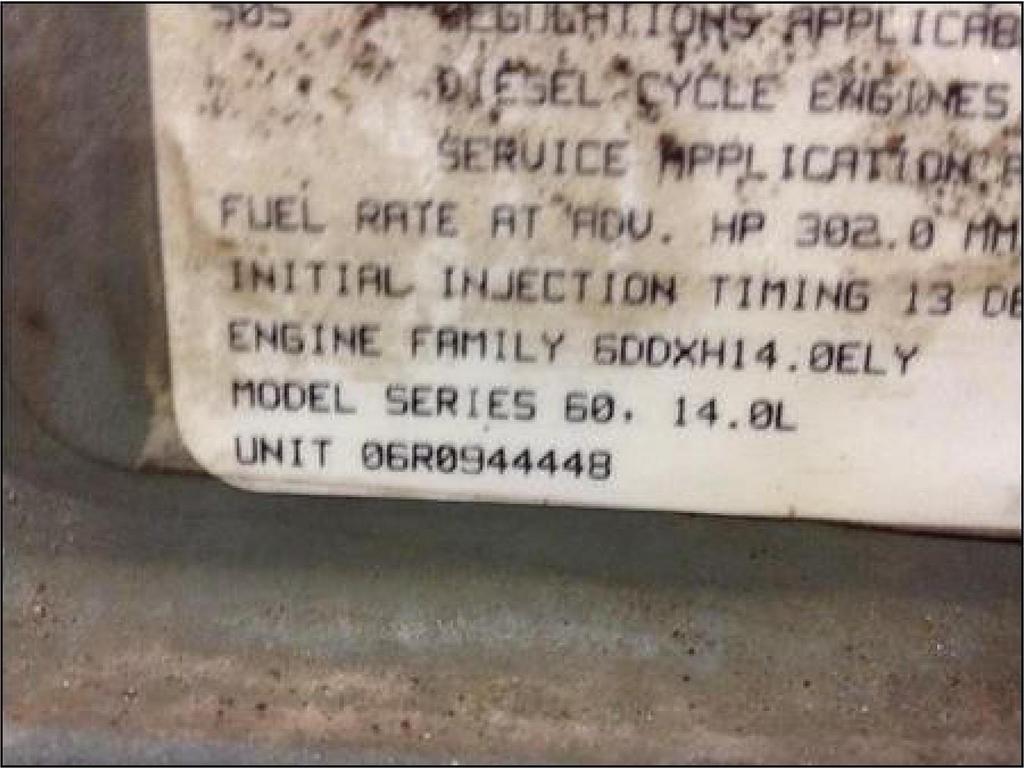 505 REGULATIONS APPLICAB
DIESEL CYCLE ENGINES
SERVICE APPLICATION
FUEL RATE AT ADV. HP 302.0 MM
INITIAL INJECTION TIMING 13 DE
ENGINE FAMILY 6DDXH14.0ELY
MODEL SERIES 60, 14.0L
UNIT 06R0944448